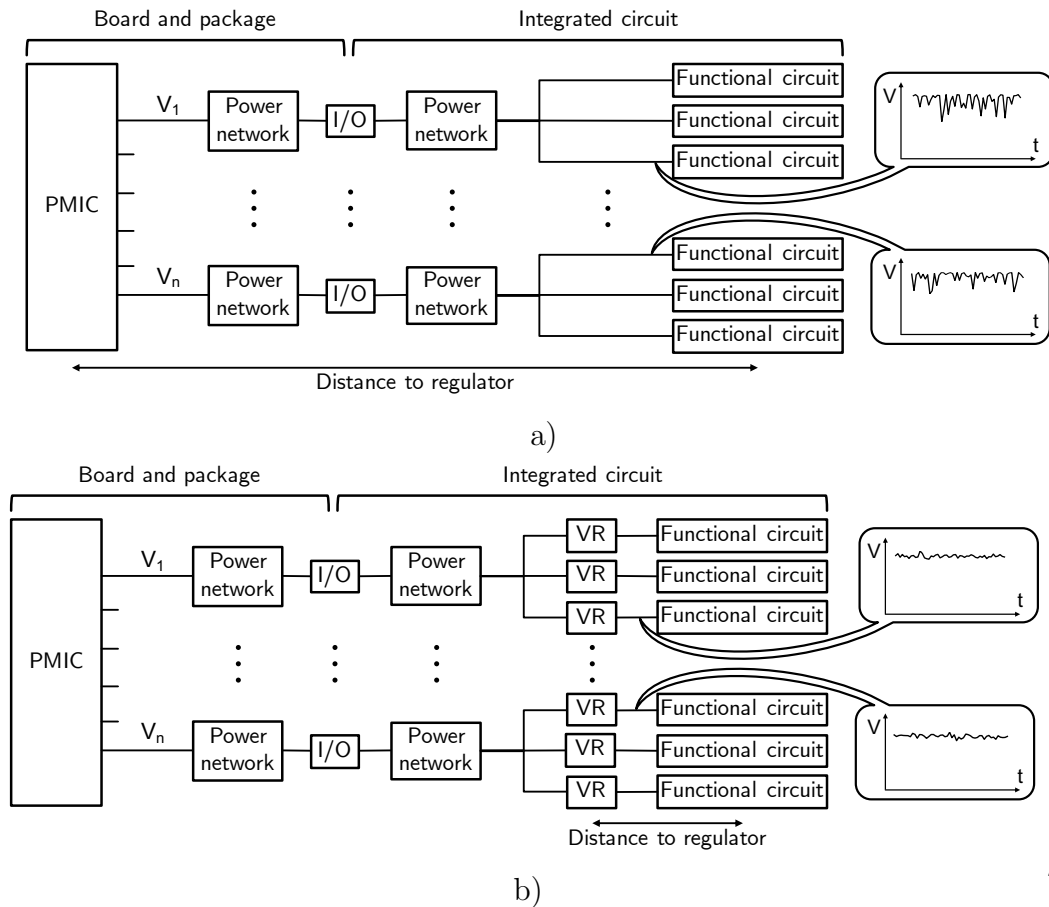 Board and package
Integrated circuit
PMIC
V1
Power network
I/O
Power network
Functional circuit
Functional circuit
Functional circuit
V
t
Vn
Power network
I/O
Power network
Functional circuit
Functional circuit
Functional circuit
V
t
Distance to regulator
a)
Board and package
Integrated circuit
PMIC
V1
Power network
I/O
Power network
VR
Functional circuit
VR
Functional circuit
VR
Functional circuit
V
t
Vn
Power network
I/O
Power network
VR
Functional circuit
VR
Functional circuit
VR
Functional circuit
V
t
Distance to regulator
b)